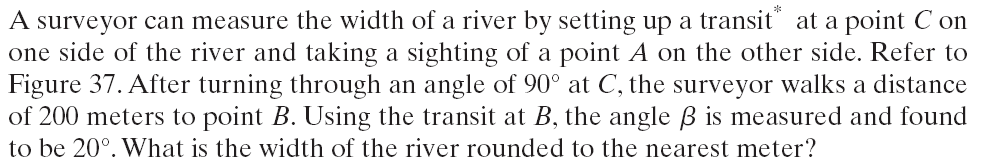 A surveyor can measure the width of a river by setting up a transit* at a point C on
one side of the river and taking a sighting of a point A on the other side. Refer to
Figure 37. After turning through an angle of 90° at C, the surveyor walks a distance
of 200 meters to point B. Using the transit at B, the angle β is measured and found
to be 20°. What is the width of the river rounded to the nearest meter?